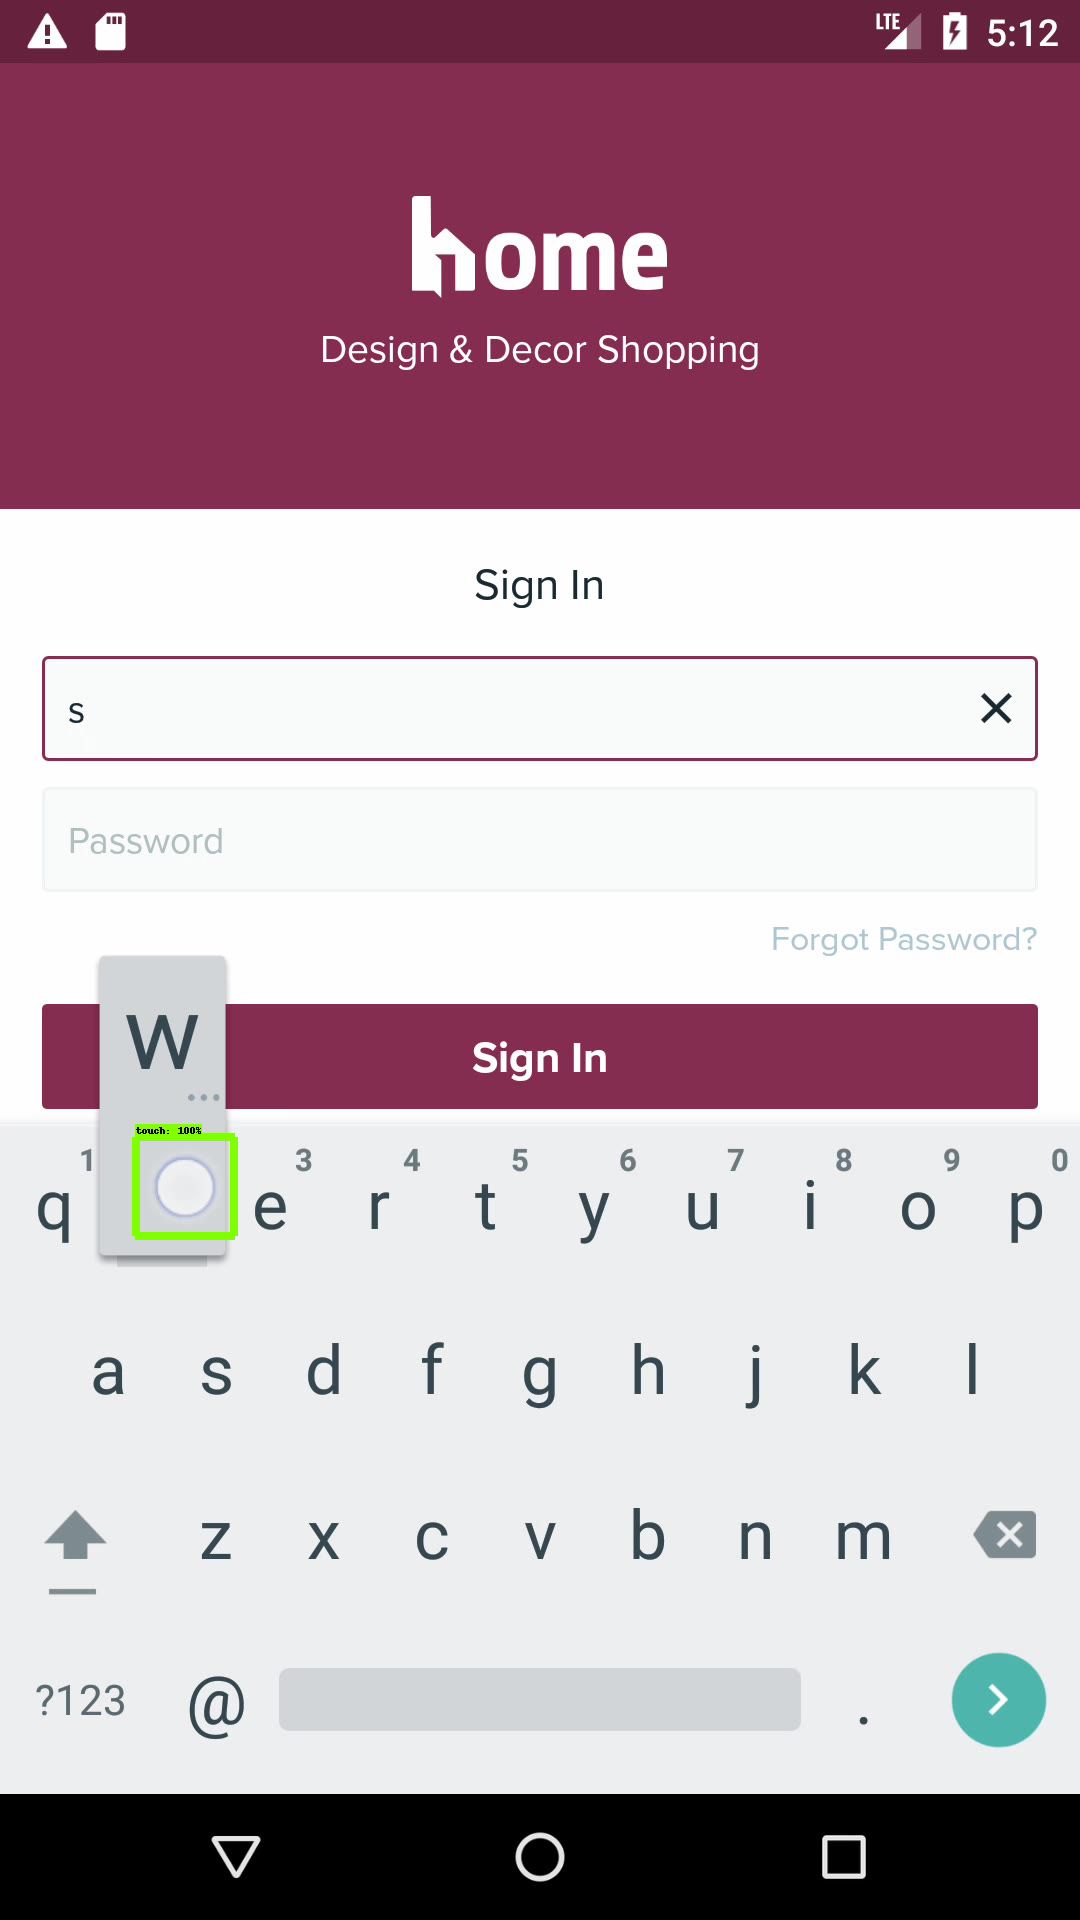 LTE 5:12
home
Design & Decor Shopping
Sign In
s
Password
Forgot Password?
W
Sign In
touch: 100%
1 3 4 5 6 7 8 9 0
q e r t y u i o p
a s d f g h j k l
z x c v b n m
?123 @ .